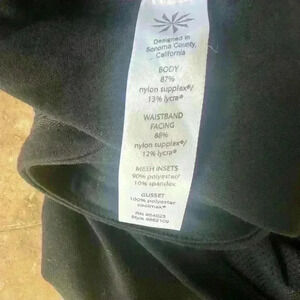 Designed in
Sonoma County,
California
BODY
87%
nylon supplex®/
13% lycra®
WAISTBAND
FACING
88%
nylon supplex®/
12% lycra®
MESH INSETS
90% polyester/
10% spandex
GUSSET
100% polyester
coolmax®